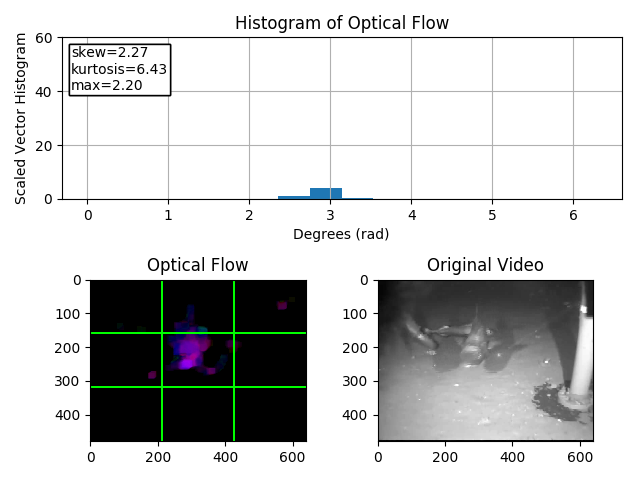 Histogram of Optical Flow
Scaled Vector Histogram
60
40
20
0
skew=2.27
kurtosis=6.43
max=2.20
0 1 2 3 4 5 6
Degrees (rad)
Optical Flow
0
100
200
300
400
0 200 400 600
Original Video
0
100
200
300
400
0 200 400 600